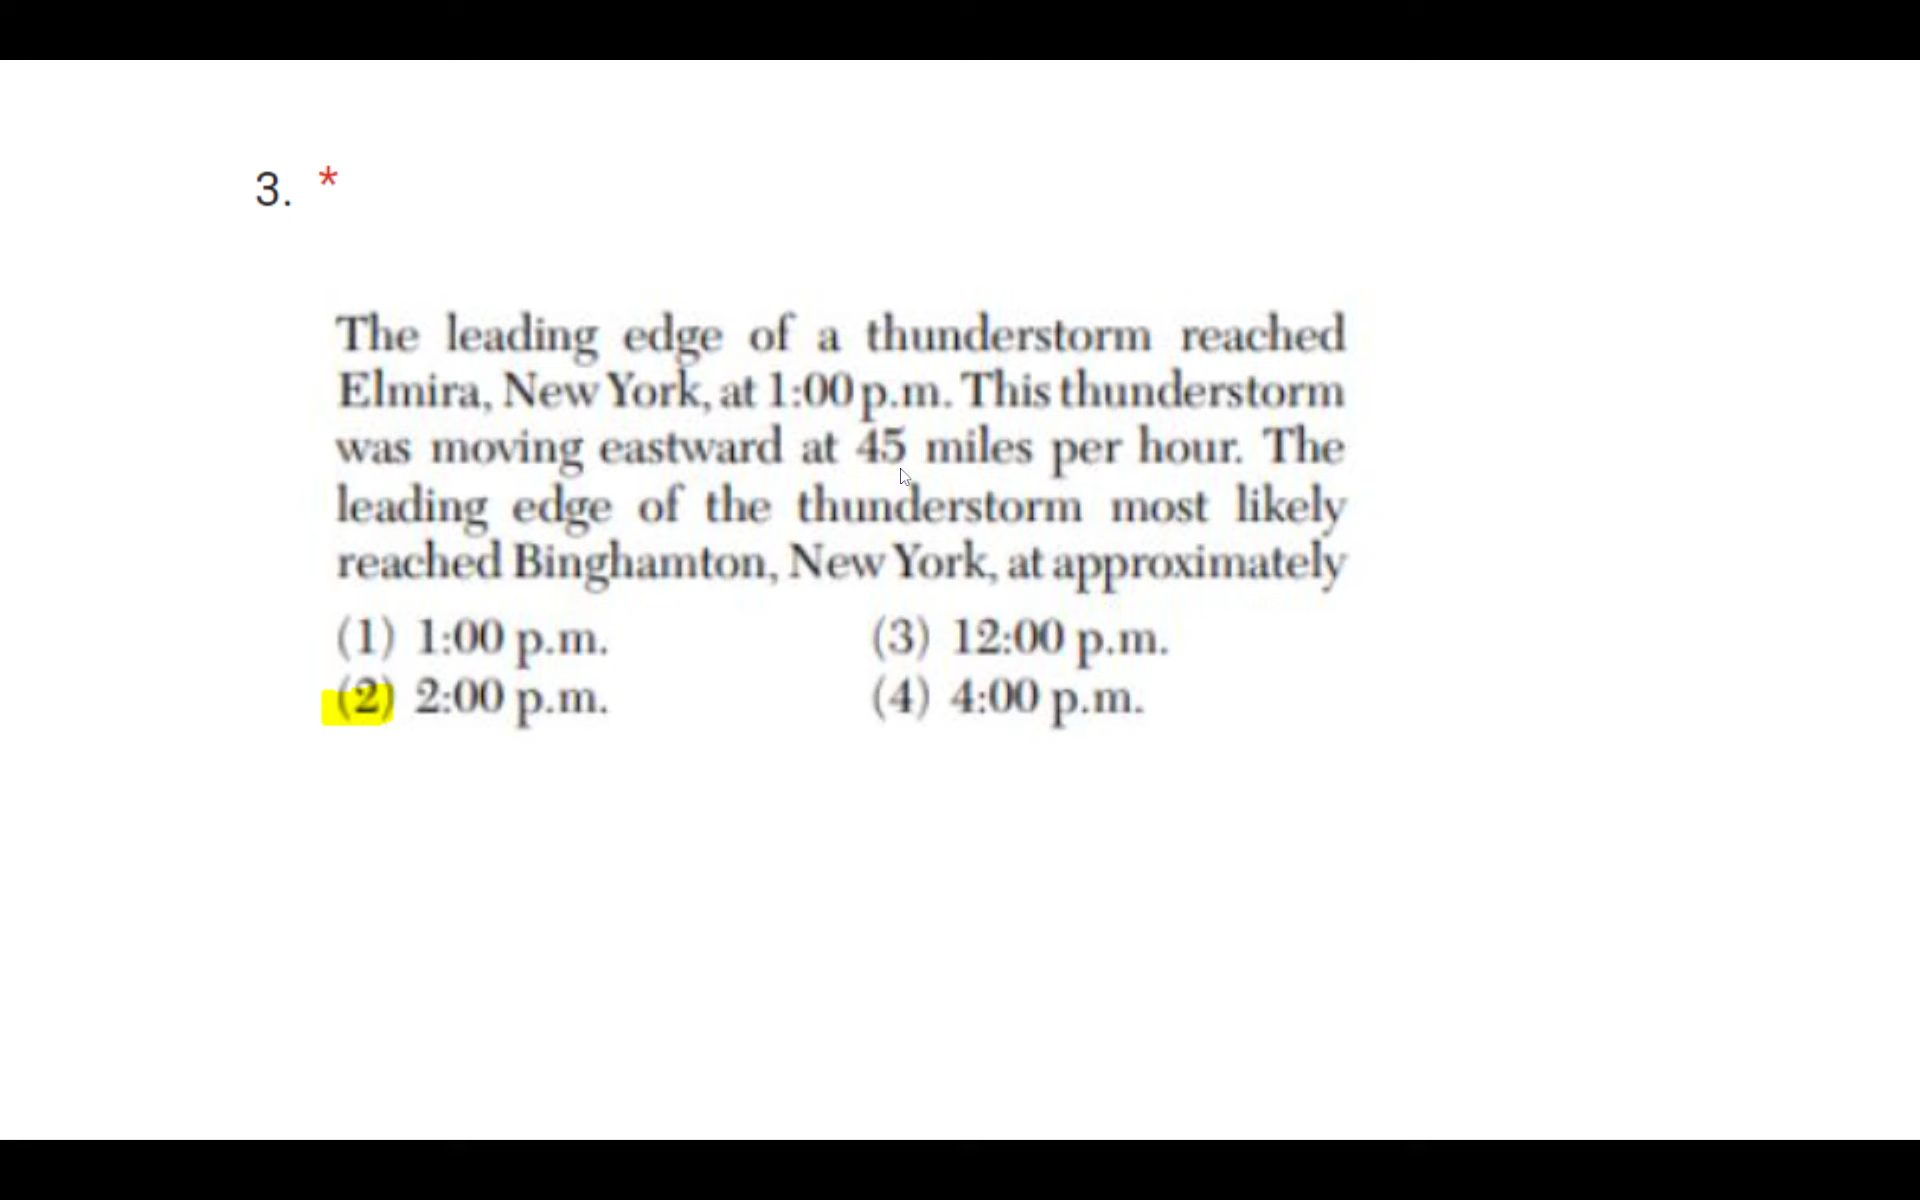 3. *
The leading edge of a thunderstorm reached
Elmira, New York, at 1:00 p.m. This thunderstorm
was moving eastward at 45 miles per hour. The
leading edge of the thunderstorm most likely
reached Binghamton, New York, at approximately
(1) 1:00 p.m. (3) 12:00 p.m.
(2) 2:00 p.m. (4) 4:00 p.m.